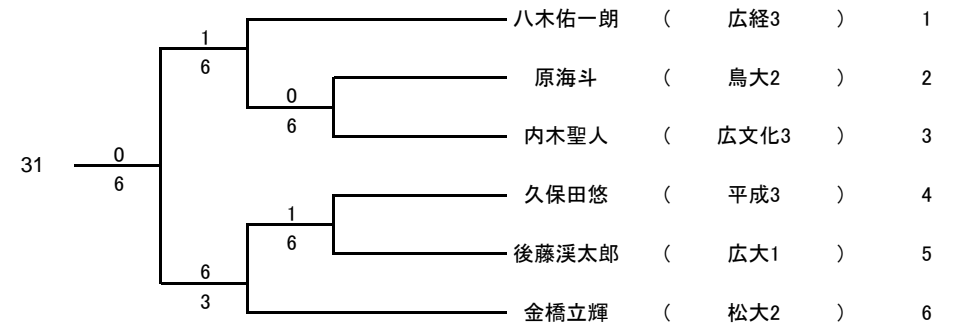 八木佑一朗 ( 広経3 ) 1
1
6
原海斗 ( 鳥大2 ) 2
0
6
内木聖人 ( 広文化3 ) 3
31
0
6
久保田悠 ( 平成3 ) 4
1
6
後藤渓太郎 ( 広大1 ) 5
6
3
金橋立輝 ( 松大2 ) 6